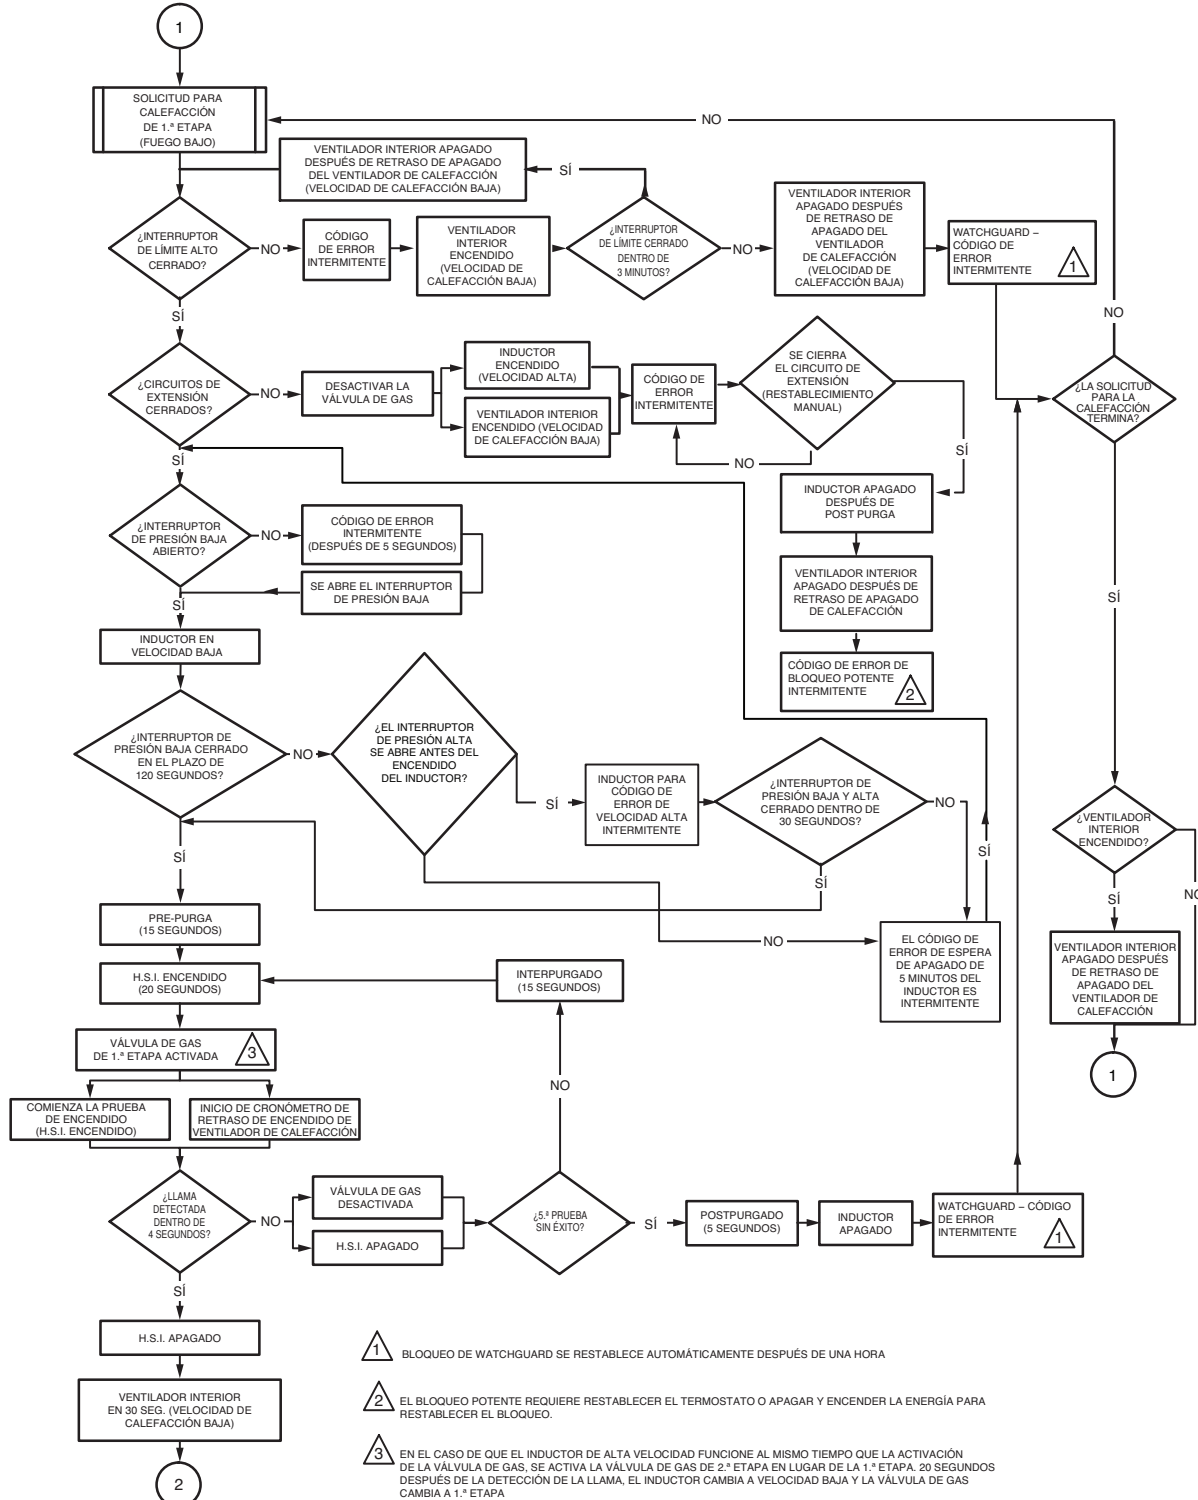 1
SOLICITUD PARA
CALEFACCIÓN
DE 1.ª ETAPA
(FUEGO BAJO)
NO
VENTILADOR INTERIOR APAGADO
DESPUÉS DE RETRASO DE APAGADO
DEL VENTILADOR DE CALEFACCIÓN
(VELOCIDAD DE CALEFACCIÓN BAJA)
SÍ
¿INTERRUPTOR
DE LÍMITE ALTO
CERRADO?
NO
CÓDIGO
DE ERROR
INTERMITENTE
VENTILADOR
INTERIOR
ENCENDIDO
(VELOCIDAD DE
CALEFACCIÓN BAJA)
¿INTERRUPTOR
DE LÍMITE CERRADO
DENTRO DE
3 MINUTOS?
NO
VENTILADOR INTERIOR
APAGADO DESPUÉS
DE RETRASO DE
APAGADO DEL
VENTILADOR
DE CALEFACCIÓN
(VELOCIDAD DE
CALEFACCIÓN BAJA)
WATCHGUARD –
CÓDIGO DE
ERROR
INTERMITENTE
1
NO
SÍ
¿CIRCUITOS DE
EXTENSIÓN
CERRADOS?
NO
DESACTIVAR LA
VÁLVULA DE GAS
INDUCTOR
ENCENDIDO
(VELOCIDAD ALTA)
VENTILADOR INTERIOR
ENCENDIDO (VELOCIDAD
DE CALEFACCIÓN BAJA)
CÓDIGO DE
ERROR
INTERMITENTE
SE CIERRA
EL CIRCUITO DE
EXTENSIÓN
(RESTABLECIMIENTO
MANUAL)
NO
SÍ
¿LA SOLICITUD
PARA LA
CALEFACCIÓN
TERMINA?
SÍ
SÍ
¿INTERRUPTOR
DE PRESIÓN BAJA
ABIERTO?
NO
CÓDIGO DE ERROR
INTERMITENTE
(DESPUÉS DE 5 SEGUNDOS)
SE ABRE EL INTERRUPTOR
DE PRESIÓN BAJA
INDUCTOR APAGADO
DESPUÉS DE
POST PURGA
VENTILADOR INTERIOR
APAGADO DESPUÉS DE
RETRASO DE APAGADO
DE CALEFACCIÓN
CÓDIGO DE ERROR DE
BLOQUEO POTENTE
INTERMITENTE
2
SÍ
INDUCTOR EN
VELOCIDAD BAJA
¿INTERRUPTOR DE
PRESIÓN BAJA CERRADO
EN EL PLAZO DE
120 SEGUNDOS?
NO
¿EL INTERRUPTOR
DE PRESIÓN ALTA
SE ABRE ANTES DEL
ENCENDIDO
DEL INDUCTOR?
SÍ
INDUCTOR PARA
CÓDIGO DE
ERROR DE
VELOCIDAD ALTA
INTERMITENTE
¿INTERRUPTOR DE
PRESIÓN BAJA Y ALTA
CERRADO DENTRO DE
30 SEGUNDOS?
NO
SÍ
SÍ
NO
EL CÓDIGO DE
ERROR DE ESPERA
DE APAGADO DE
5 MINUTOS DEL
INDUCTOR ES
INTERMITENTE
¿VENTILADOR
INTERIOR
ENCENDIDO?
SÍ
NO
VENTILADOR INTERIOR
APAGADO DESPUÉS
DE RETRASO DE
APAGADO DEL
VENTILADOR DE
CALEFACCIÓN
1
SÍ
PRE-PURGA
(15 SEGUNDOS)
H.S.I. ENCENDIDO
(20 SEGUNDOS)
INTERPURGADO
(15 SEGUNDOS)
VÁLVULA DE GAS
DE 1.ª ETAPA ACTIVADA
3
COMIENZA LA PRUEBA
DE ENCENDIDO
(H.S.I. ENCENDIDO)
INICIO DE CRONÓMETRO DE
RETRASO DE ENCENDIDO DE
VENTILADOR DE CALEFACCIÓN
NO
¿LLAMA
DETECTADA
DENTRO DE
4 SEGUNDOS?
NO
VÁLVULA DE GAS
DESACTIVADA
H.S.I. APAGADO
¿5.ª PRUEBA
SIN ÉXITO?
SÍ
POSTPURGADO
(5 SEGUNDOS)
INDUCTOR
APAGADO
WATCHGUARD – CÓDIGO
DE ERROR
INTERMITENTE
1
SÍ
H.S.I. APAGADO
VENTILADOR INTERIOR
EN 30 SEG. (VELOCIDAD DE
CALEFACCIÓN BAJA)
2
1 BLOQUEO DE WATCHGUARD SE RESTABLECE AUTOMÁTICAMENTE DESPUÉS DE UNA HORA
2 EL BLOQUEO POTENTE REQUIERE RESTABLECER EL TERMOSTATO O APAGAR Y ENCENDER LA ENERGÍA PARA
RESTABLECER EL BLOQUEO.
3 EN EL CASO DE QUE EL INDUCTOR DE ALTA VELOCIDAD FUNCIONE AL MISMO TIEMPO QUE LA ACTIVACIÓN
DE LA VÁLVULA DE GAS, SE ACTIVA LA VÁLVULA DE GAS DE 2.ª ETAPA EN LUGAR DE LA 1.ª ETAPA. 20 SEGUNDOS
DESPUÉS DE LA DETECCIÓN DE LA LLAMA, EL INDUCTOR CAMBIA A VELOCIDAD BAJA Y LA VÁLVULA DE GAS
CAMBIA A 1.ª ETAPA